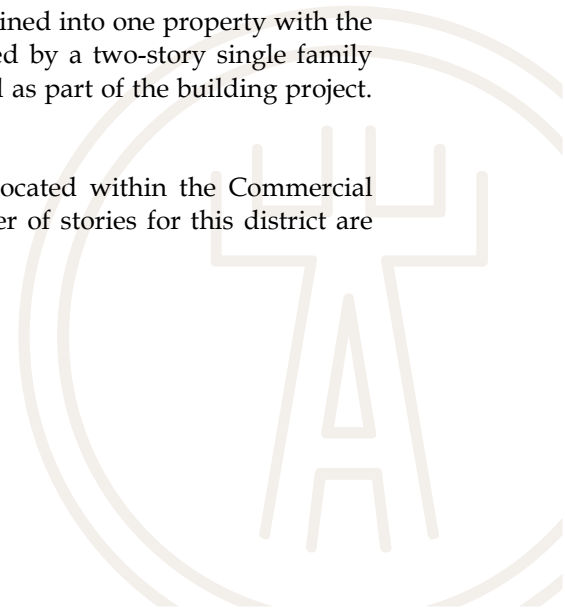 ined into one property with the
ed by a two-story single family
l as part of the building project.
ocated within the Commercial
er of stories for this district are